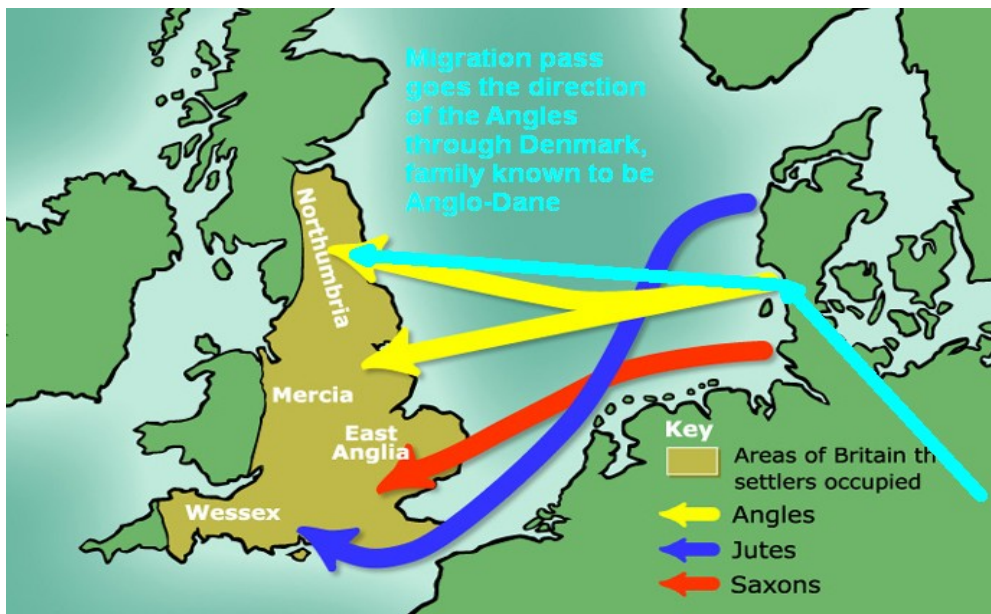 Migration pass
goes the direction
of the Angles
through Denmark,
family known to be
Anglo-Dane
Northumbria
Mercia
East
Anglia
Wessex
Key
Areas of Britain th
settlers occupied
Angles
Jutes
Saxons